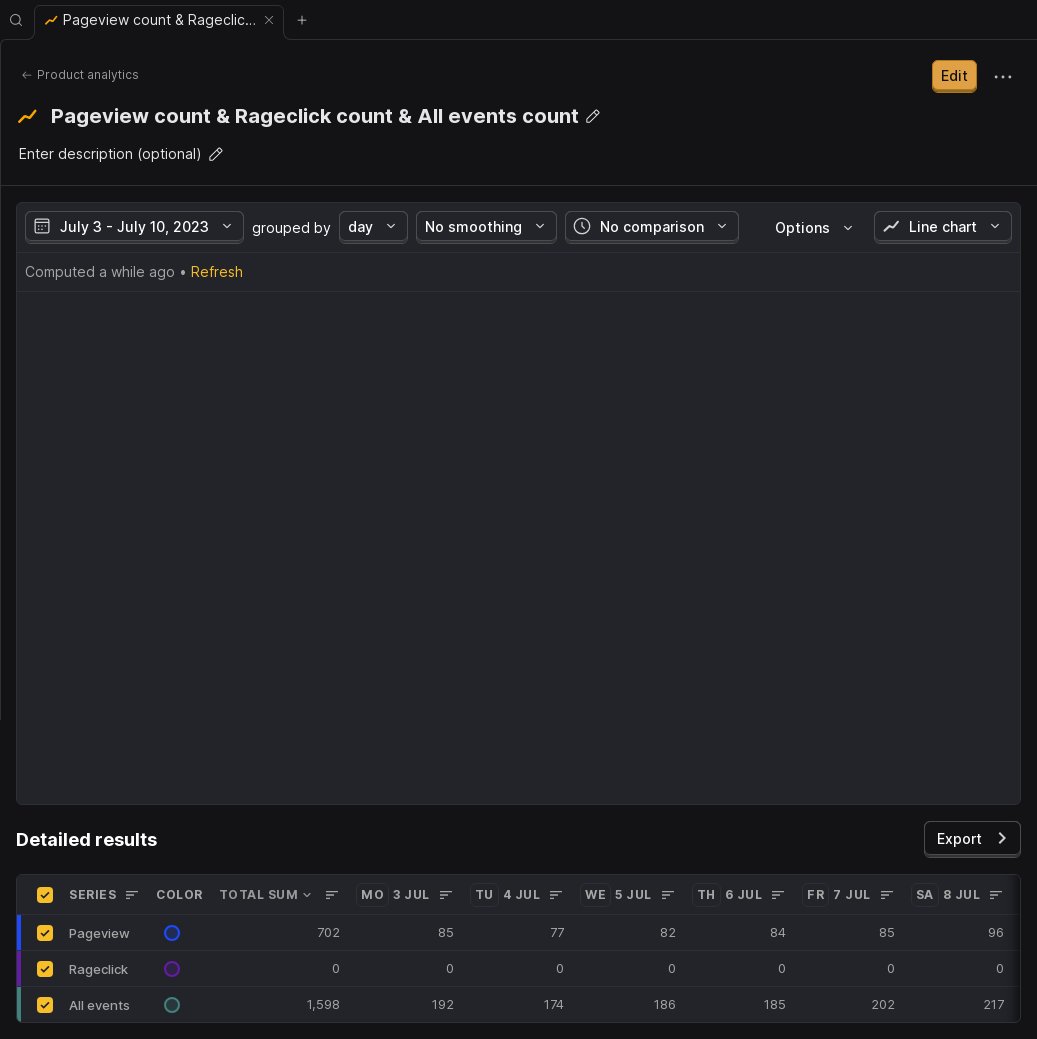 Pageview count & Rageclic...
Product analytics
Edit
Pageview count & Rageclick count & All events count
Enter description (optional)
July 3 - July 10, 2023 grouped by day No smoothing No comparison Options Line chart
Computed a while ago • Refresh
Detailed results
Export
SERIES COLOR TOTAL SUM MO 3 JUL TU 4 JUL WE 5 JUL TH 6 JUL FR 7 JUL SA 8 JUL
Pageview 702 85 77 82 84 85 96
Rageclick 0 0 0 0 0 0 0
All events 1,598 192 174 186 185 202 217